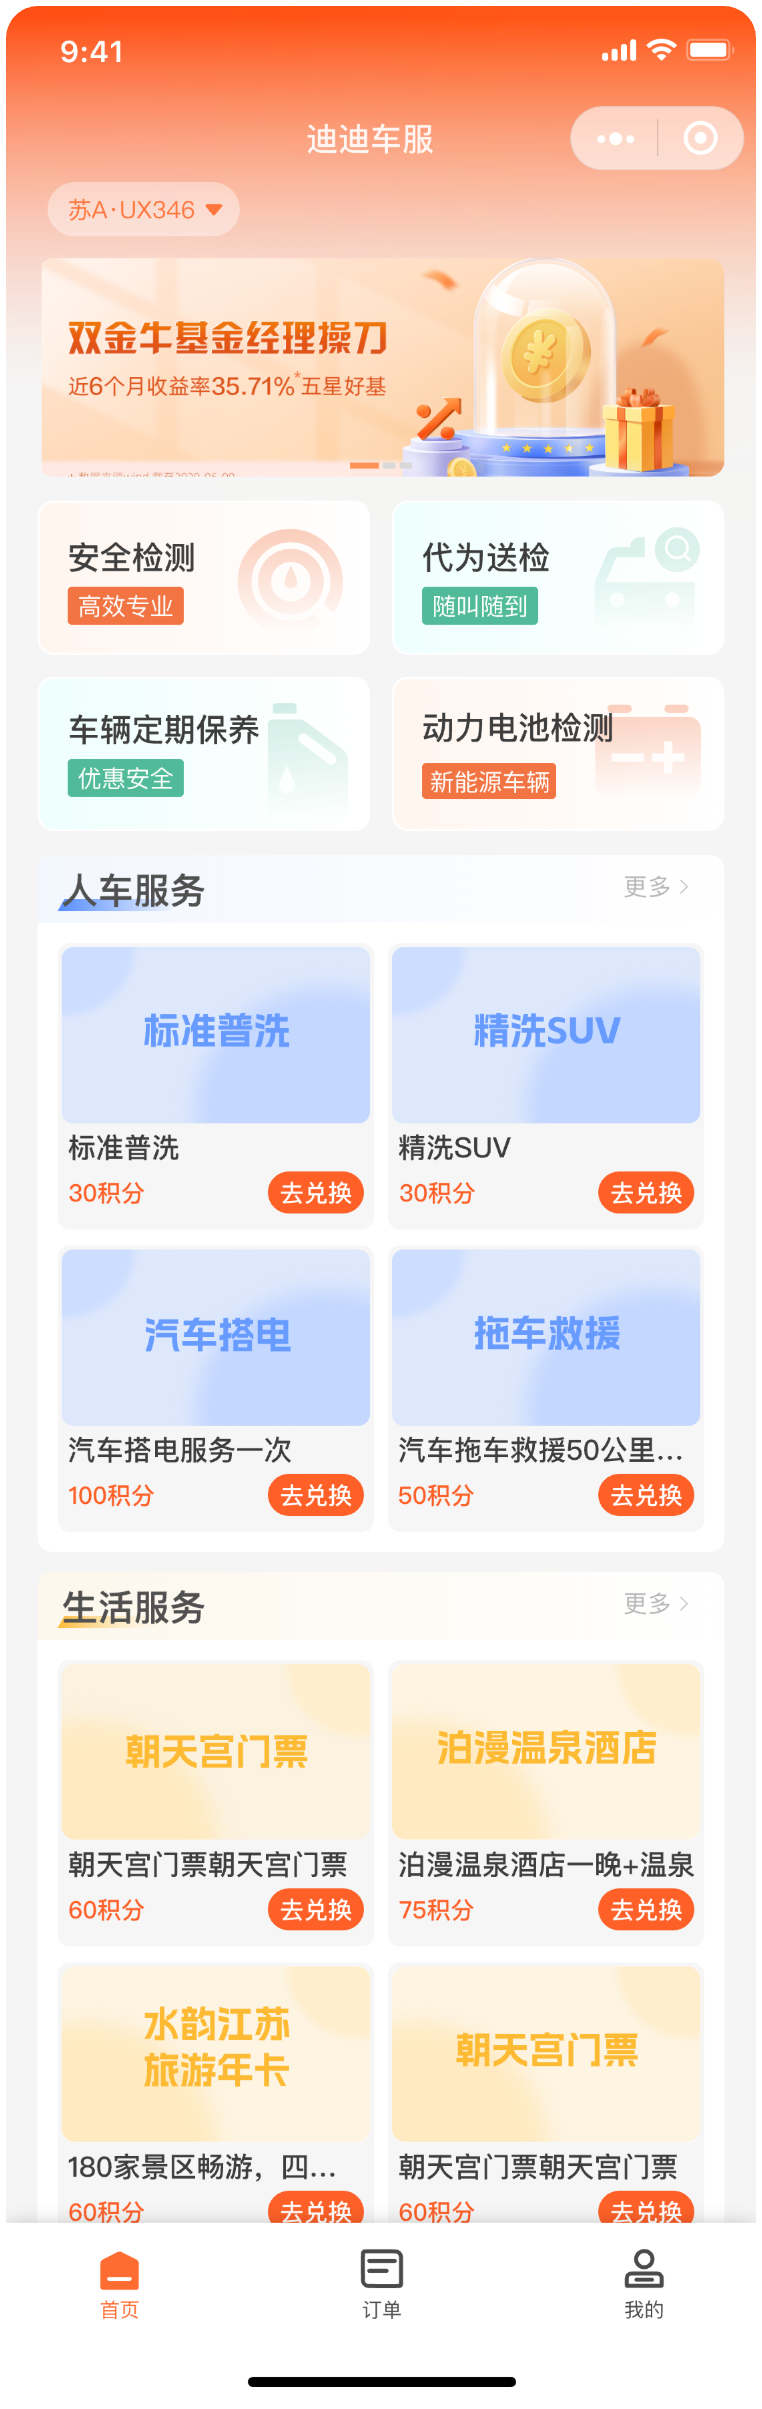 9:41
迪迪车服
苏A·UX346
双金牛基金经理操刀
近6个月收益率35.71%*五星好基
安全检测
高效专业
代为送检
随叫随到
车辆定期保养
优惠安全
动力电池检测
新能源车辆
人车服务
更多
标准普洗
精洗SUV
标准普洗
精洗SUV
30积分
去兑换
30积分
去兑换
汽车搭电
拖车救援
汽车搭电服务一次
汽车拖车救援50公里...
100积分
去兑换
50积分
去兑换
生活服务
更多
朝天宫门票
泊漫温泉酒店
朝天宫门票朝天宫门票
泊漫温泉酒店一晚+温泉
60积分
去兑换
75积分
去兑换
水韵江苏
旅游年卡
朝天宫门票
180家景区畅游，四...
朝天宫门票朝天宫门票
60积分
去兑换
60积分
去兑换
首页
订单
我的